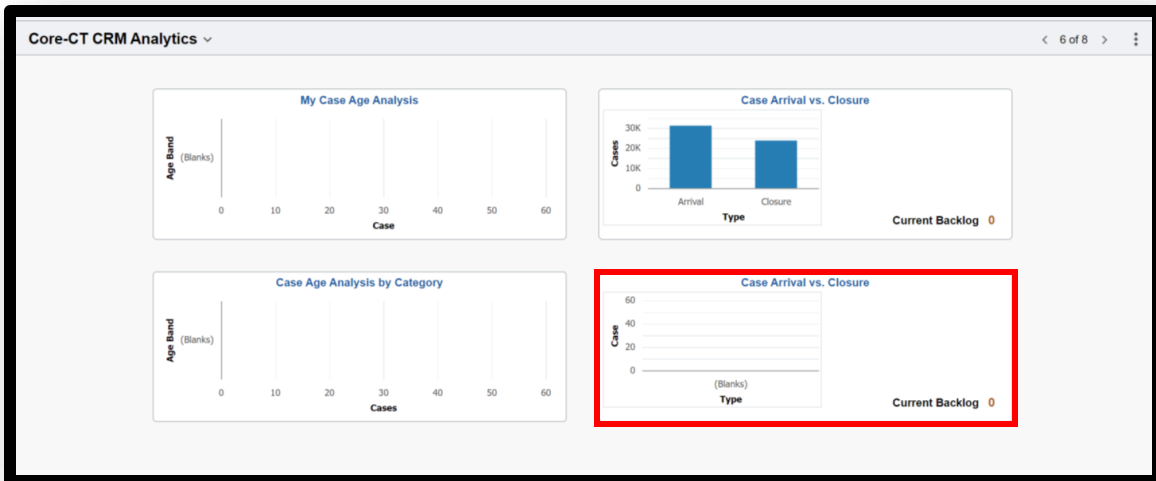 Core-CT CRM Analytics
6 of 8
My Case Age Analysis
Age Band
(Blanks)
0 10 20 30 40 50 60
Case
Case Arrival vs. Closure
Cases
30K
20K
10K
0
Arrival Closure
Type
Current Backlog 0
Case Age Analysis by Category
Age Band
(Blanks)
0 10 20 30 40 50 60
Cases
Case Arrival vs. Closure
Case
60
40
20
0
(Blanks)
Type
Current Backlog 0